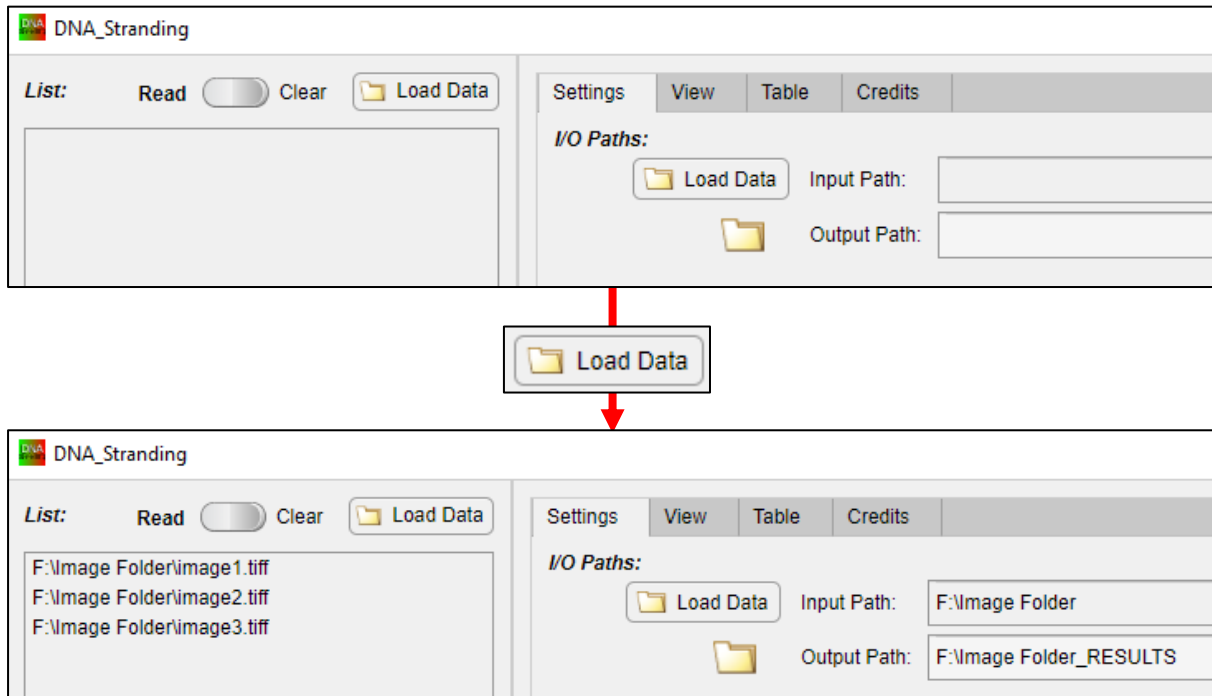 DNA_Stranding
List: Read Clear Load Data
Settings View Table Credits
I/O Paths:
Load Data Input Path:
Output Path:
Load Data
DNA_Stranding
List: Read Clear Load Data
F:\Image Folder\image1.tiff
F:\Image Folder\image2.tiff
F:\Image Folder\image3.tiff
Settings View Table Credits
I/O Paths:
Load Data Input Path: F:\Image Folder
Output Path: F:\Image Folder_RESULTS